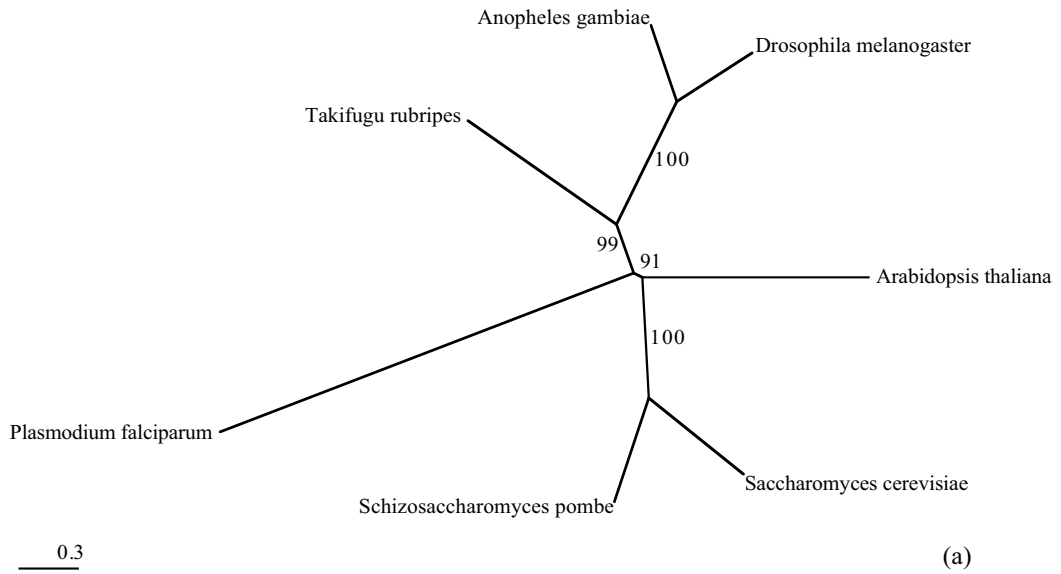 Anopheles gambiae
Drosophila melanogaster
Takifugu rubripes
100
99
91
Arabidopsis thaliana
100
Plasmodium falciparum
Saccharomyces cerevisiae
Schizosaccharomyces pombe
0.3
(a)